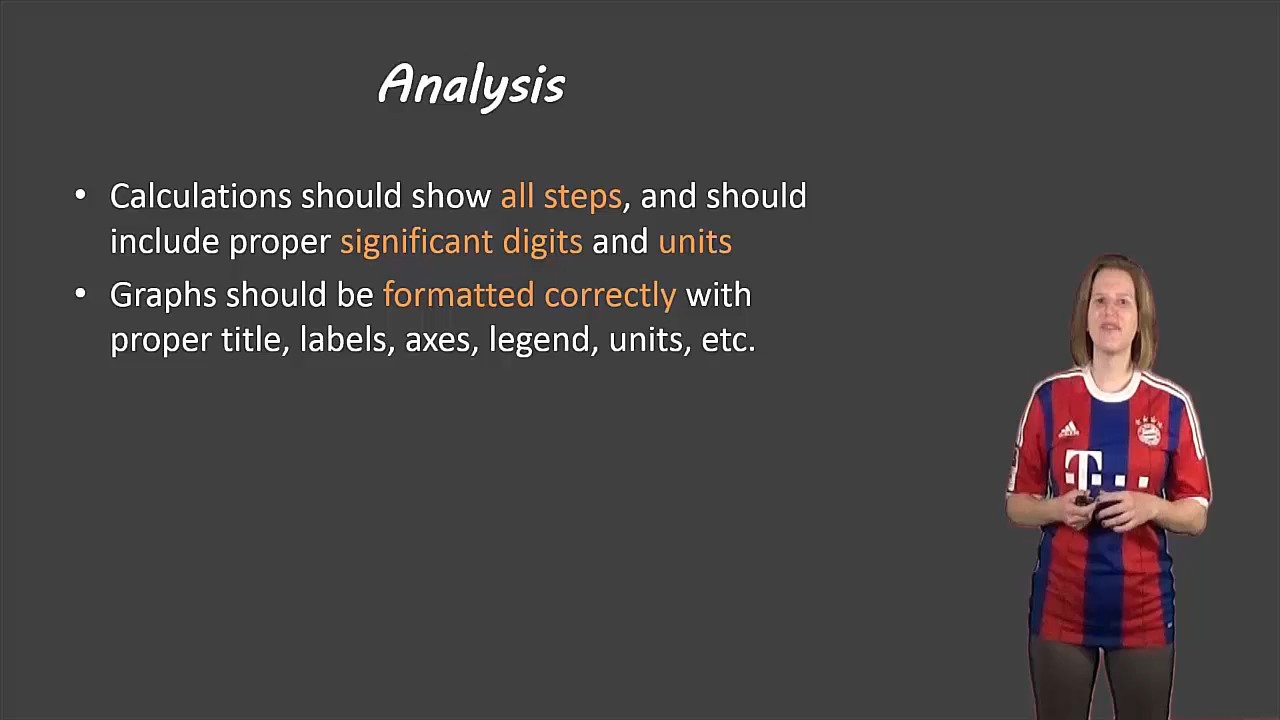 Analysis
• Calculations should show all steps, and should
include proper significant digits and units
• Graphs should be formatted correctly with
proper title, labels, axes, legend, units, etc.
T